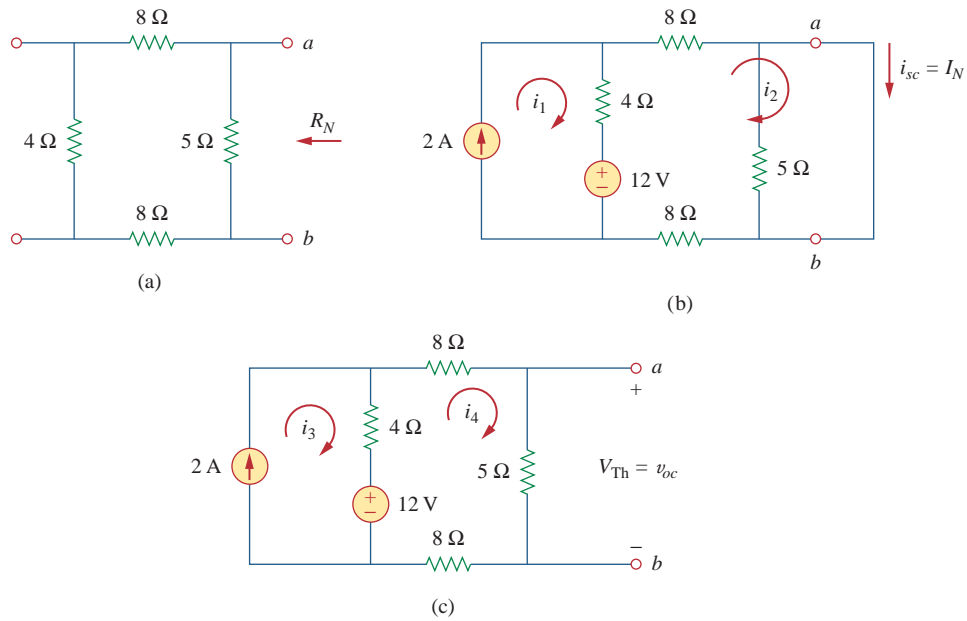 8 Ω
a
4 Ω
5 Ω
R_N
8 Ω
b
(a)
8 Ω
a
i_sc = I_N
i_1
4 Ω
i_2
2 A
5 Ω
+
−
12 V
8 Ω
b
(b)
8 Ω
a
+
i_3
4 Ω
i_4
2 A
5 Ω
V_Th = v_oc
+
−
12 V
8 Ω
−
b
(c)